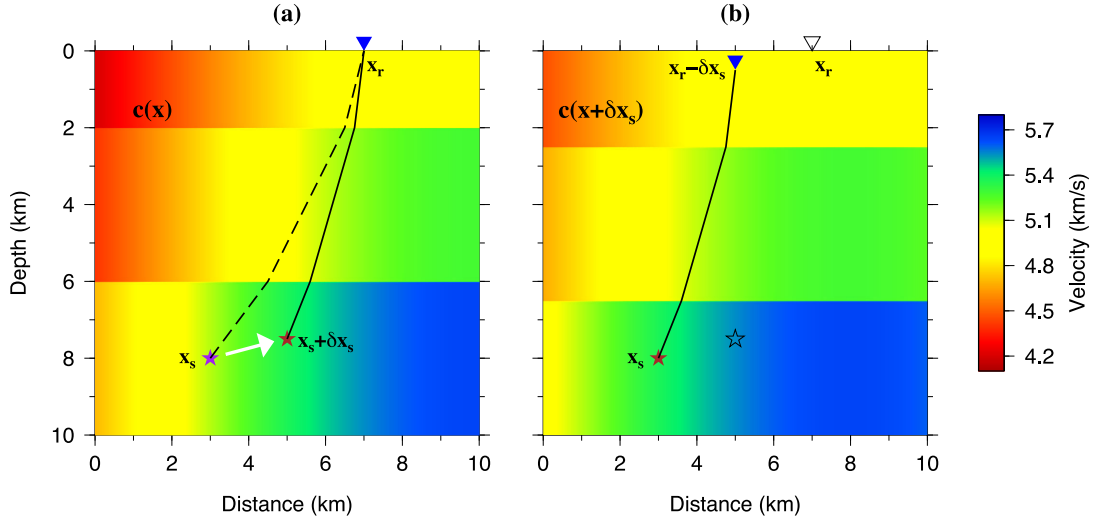 (a)
(b)
0
2
4
6
8
10
Depth (km)
c(x)
x_r
x_s
x_s+δx_s
0 2 4 6 8 10
Distance (km)
x_r−δx_s
x_r
c(x+δx_s)
x_s
0 2 4 6 8 10
Distance (km)
5.7
5.4
5.1
4.8
4.5
4.2
Velocity (km/s)